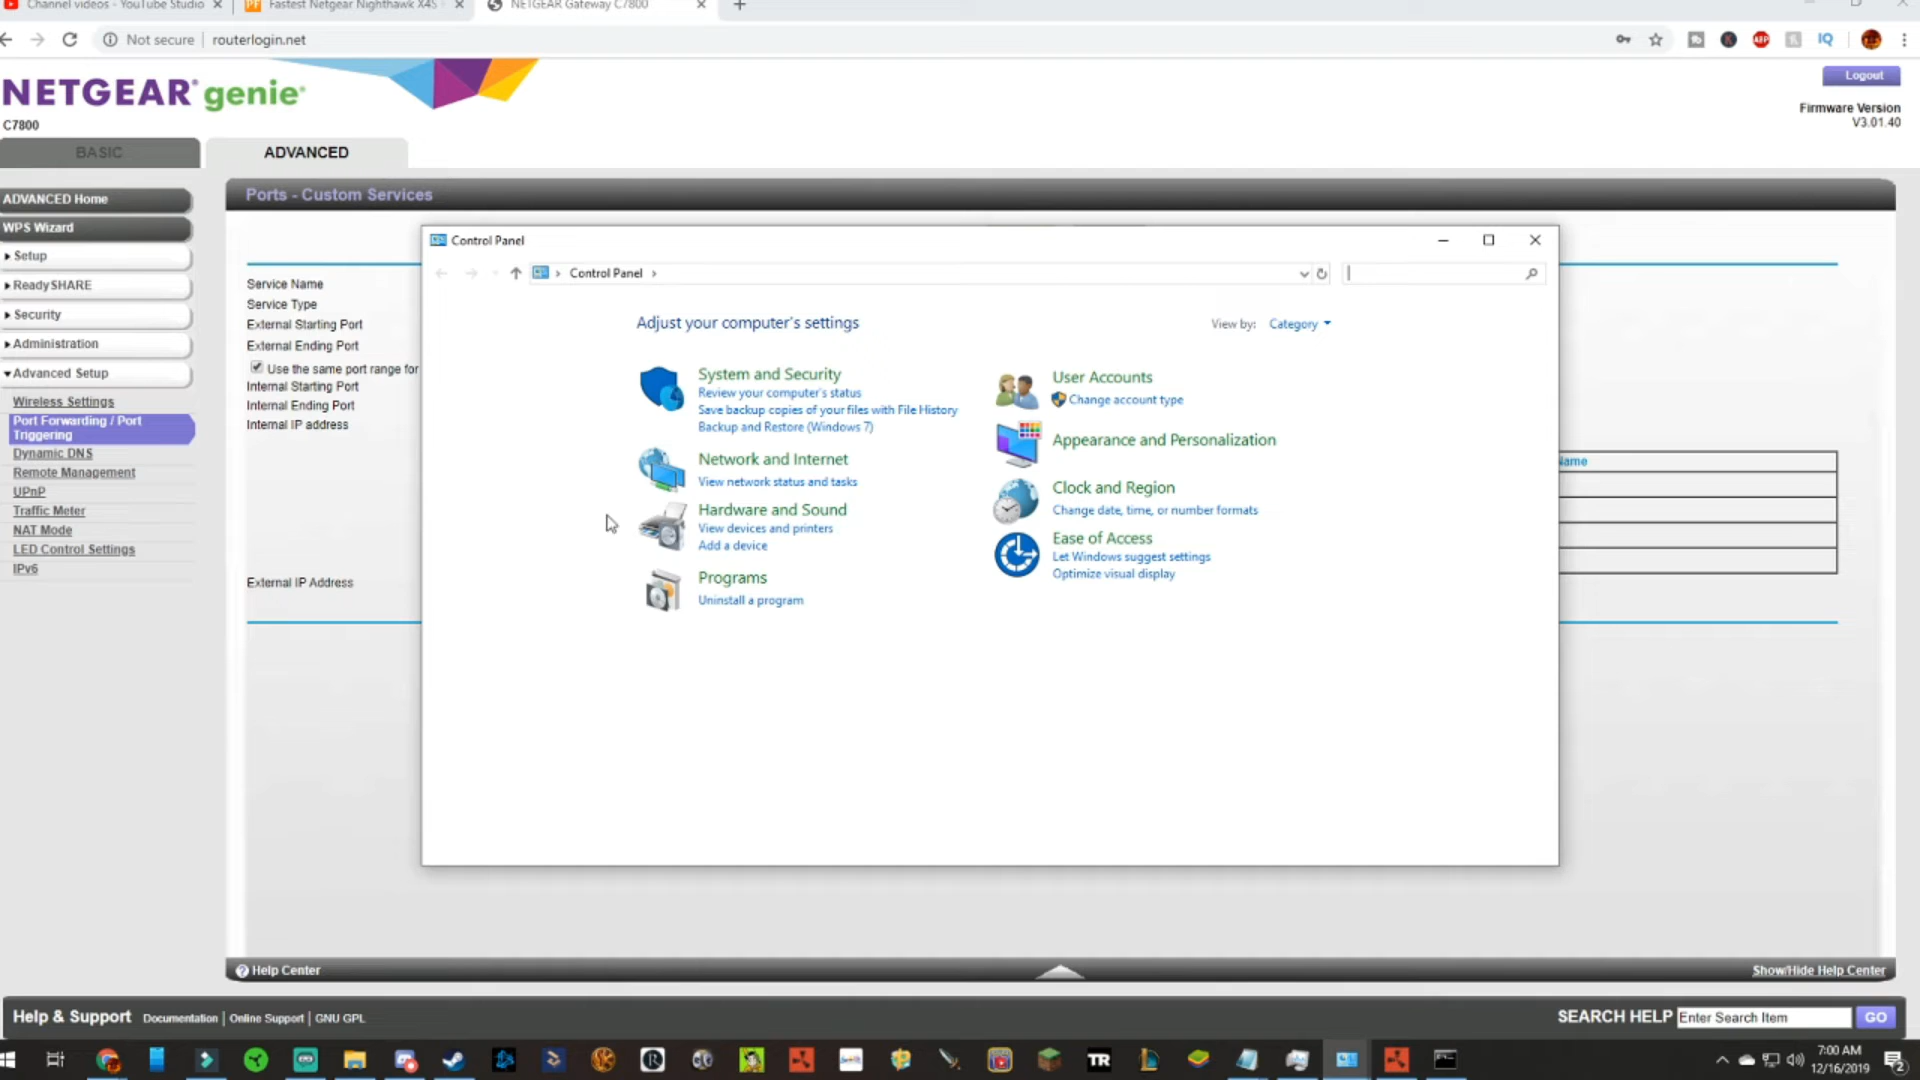 Channel videos - YouTube Studio
Fastest Netgear Nighthawk X4S
NETGEAR Gateway C7800
Not secure | routerlogin.net
ABP
IQ
NETGEAR genie
C7800
Logout
Firmware Version
V3.01.40
BASIC
ADVANCED
ADVANCED Home
WPS Wizard
Setup
ReadySHARE
Security
Administration
Advanced Setup
Wireless Settings
Port Forwarding / Port
Triggering
Dynamic DNS
Remote Management
UPnP
Traffic Meter
NAT Mode
LED Control Settings
IPv6
Ports - Custom Services
Service Name
Service Type
External Starting Port
External Ending Port
Use the same port range for
Internal Starting Port
Internal Ending Port
Internal IP address
External IP Address
Control Panel
Control Panel
Adjust your computer's settings
View by: Category
System and Security
Review your computer's status
Save backup copies of your files with File History
Backup and Restore (Windows 7)
Network and Internet
View network status and tasks
Hardware and Sound
View devices and printers
Add a device
Programs
Uninstall a program
User Accounts
Change account type
Appearance and Personalization
Clock and Region
Change date, time, or number formats
Ease of Access
Let Windows suggest settings
Optimize visual display
Help Center
Show/Hide Help Center
Help & Support Documentation | Online Support | GNU GPL
SEARCH HELP Enter Search Item GO
TR
7:00 AM
12/16/2019
2